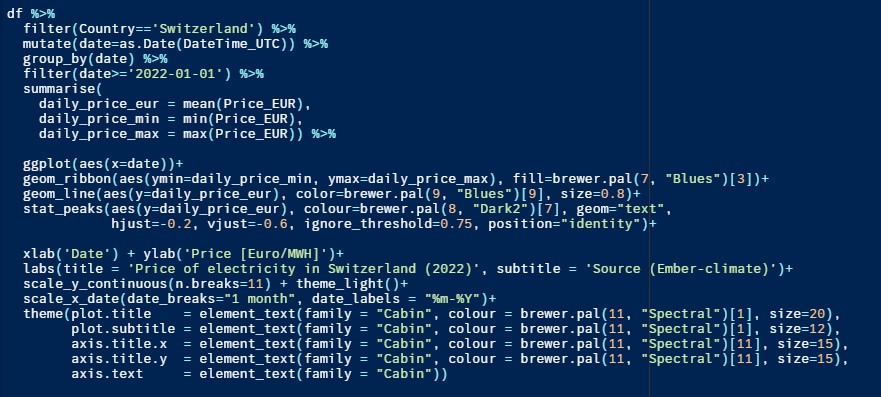 df %>%
  filter(Country=='Switzerland') %>%
  mutate(date=as.Date(DateTime_UTC)) %>%
  group_by(date) %>%
  filter(date>='2022-01-01') %>%
  summarise(
    daily_price_eur = mean(Price_EUR),
    daily_price_min = min(Price_EUR),
    daily_price_max = max(Price_EUR)) %>%
  ggplot(aes(x=date))+
  geom_ribbon(aes(ymin=daily_price_min, ymax=daily_price_max), fill=brewer.pal(7, "Blues")[3])+
  geom_line(aes(y=daily_price_eur), color=brewer.pal(9, "Blues")[9], size=0.8)+
  stat_peaks(aes(y=daily_price_eur), colour=brewer.pal(8, "Dark2")[7], geom="text",
             hjust=-0.2, vjust=-0.6, ignore_threshold=0.75, position="identity")+
  xlab('Date') + ylab('Price [Euro/MWH]')+
  labs(title = 'Price of electricity in Switzerland (2022)', subtitle = 'Source (Ember-climate)')+
  scale_y_continuous(n.breaks=11) + theme_light()+
  scale_x_date(date_breaks="1 month", date_labels = "%m-%Y")+
  theme(plot.title    = element_text(family = "Cabin", colour = brewer.pal(11, "Spectral")[1], size=20),
        plot.subtitle = element_text(family = "Cabin", colour = brewer.pal(11, "Spectral")[1], size=12),
        axis.title.x  = element_text(family = "Cabin", colour = brewer.pal(11, "Spectral")[11], size=15),
        axis.title.y  = element_text(family = "Cabin", colour = brewer.pal(11, "Spectral")[11], size=15),
        axis.text     = element_text(family = "Cabin"))